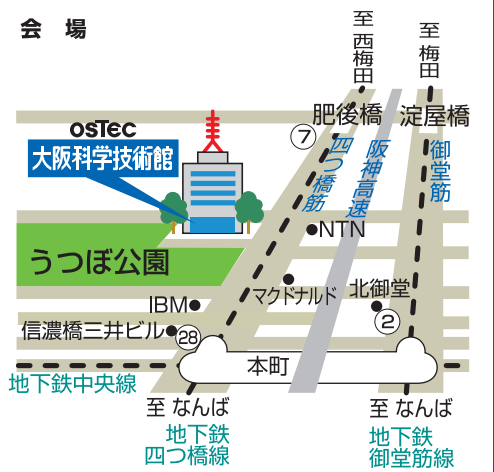 会 場
至 西梅田
至 梅田
肥後橋
淀屋橋
OSTEC
大阪科学技術館
⑦
四つ橋筋
阪神高速
御堂筋
NTN
うつぼ公園
マクドナルド
北御堂
IBM
②
信濃橋三井ビル
㉘
本町
地下鉄中央線
至 なんば
至 なんば
地下鉄
四つ橋線
地下鉄
御堂筋線